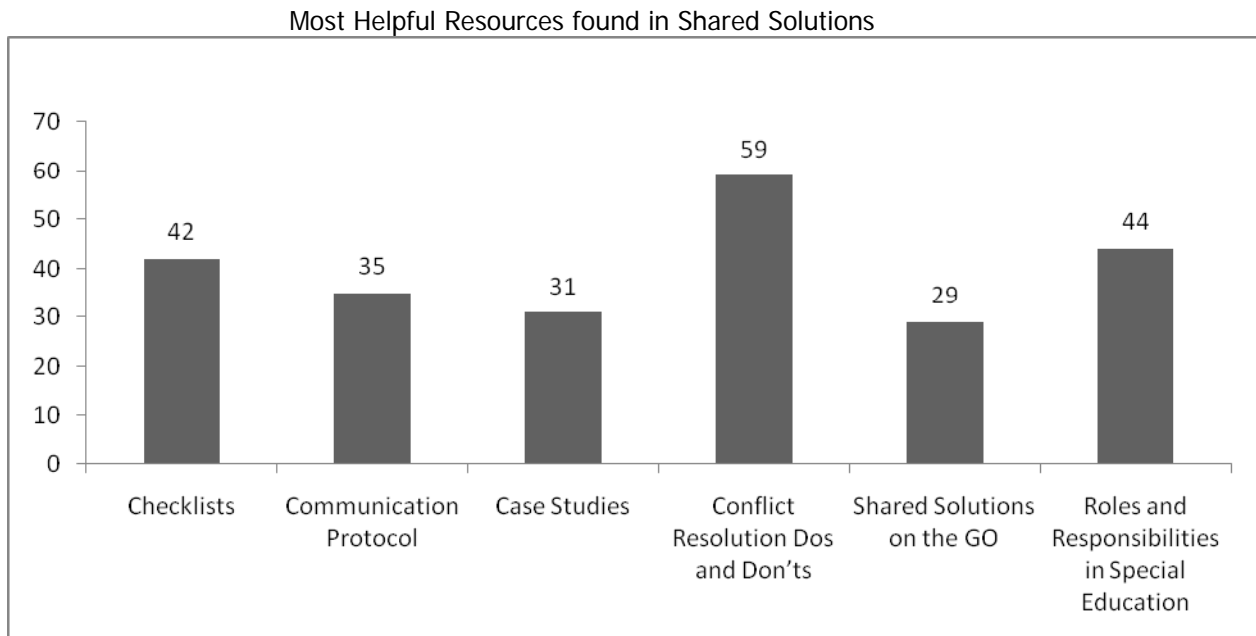 Most Helpful Resources found in Shared Solutions
70
60
50
40
30
20
10
0
42
35
31
59
29
44
Checklists
Communication
Protocol
Case Studies
Conflict
Resolution Dos
and Don'ts
Shared Solutions
on the GO
Roles and
Responsibilities
in Special
Education